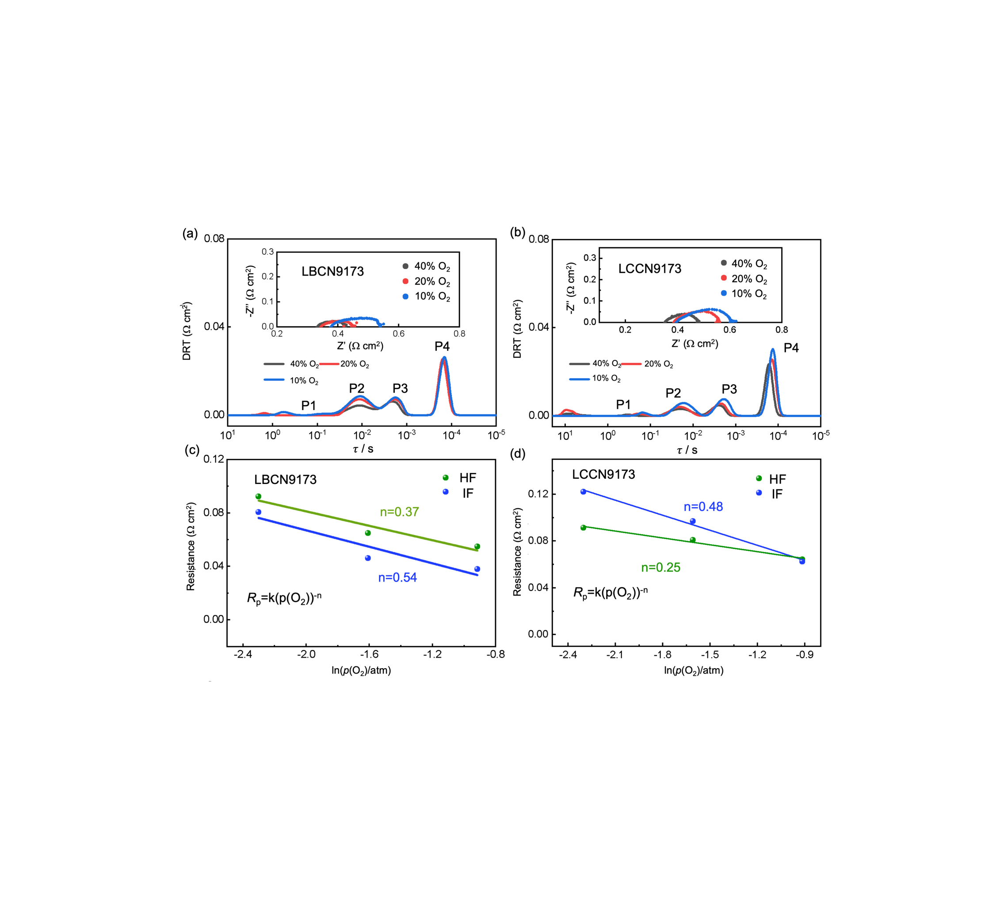 (a)
0.08
0.04
0.00
DRT (Ω cm²)
0.3
0.2
0.1
0.0
-Z'' (Ω cm²)
LBCN9173
40% O₂
20% O₂
10% O₂
0.2 0.4 0.6 0.8
Z' (Ω cm²)
40% O₂ 20% O₂
10% O₂
P1 P2 P3 P4
10¹ 10⁰ 10⁻¹ 10⁻² 10⁻³ 10⁻⁴ 10⁻⁵
τ / s
(b)
0.08
0.04
0.00
DRT (Ω cm²)
0.3
0.2
0.1
0.0
-Z'' (Ω cm²)
LCCN9173
40% O₂
20% O₂
10% O₂
0.2 0.4 0.6 0.8
Z' (Ω cm²)
40% O₂ 20% O₂
10% O₂
P1 P2 P3 P4
10¹ 10⁰ 10⁻¹ 10⁻² 10⁻³ 10⁻⁴ 10⁻⁵
τ / s
(c)
0.12
0.08
0.04
0.00
Resistance (Ω cm²)
LBCN9173
HF
IF
n=0.37
n=0.54
Rₚ=k(p(O₂))⁻ⁿ
-2.4 -2.0 -1.6 -1.2 -0.8
ln(p(O₂)/atm)
(d)
0.12
0.08
0.04
0.00
Resistance (Ω cm²)
LCCN9173
HF
IF
n=0.48
n=0.25
Rₚ=k(p(O₂))⁻ⁿ
-2.4 -2.1 -1.8 -1.5 -1.2 -0.9
ln(p(O₂)/atm)